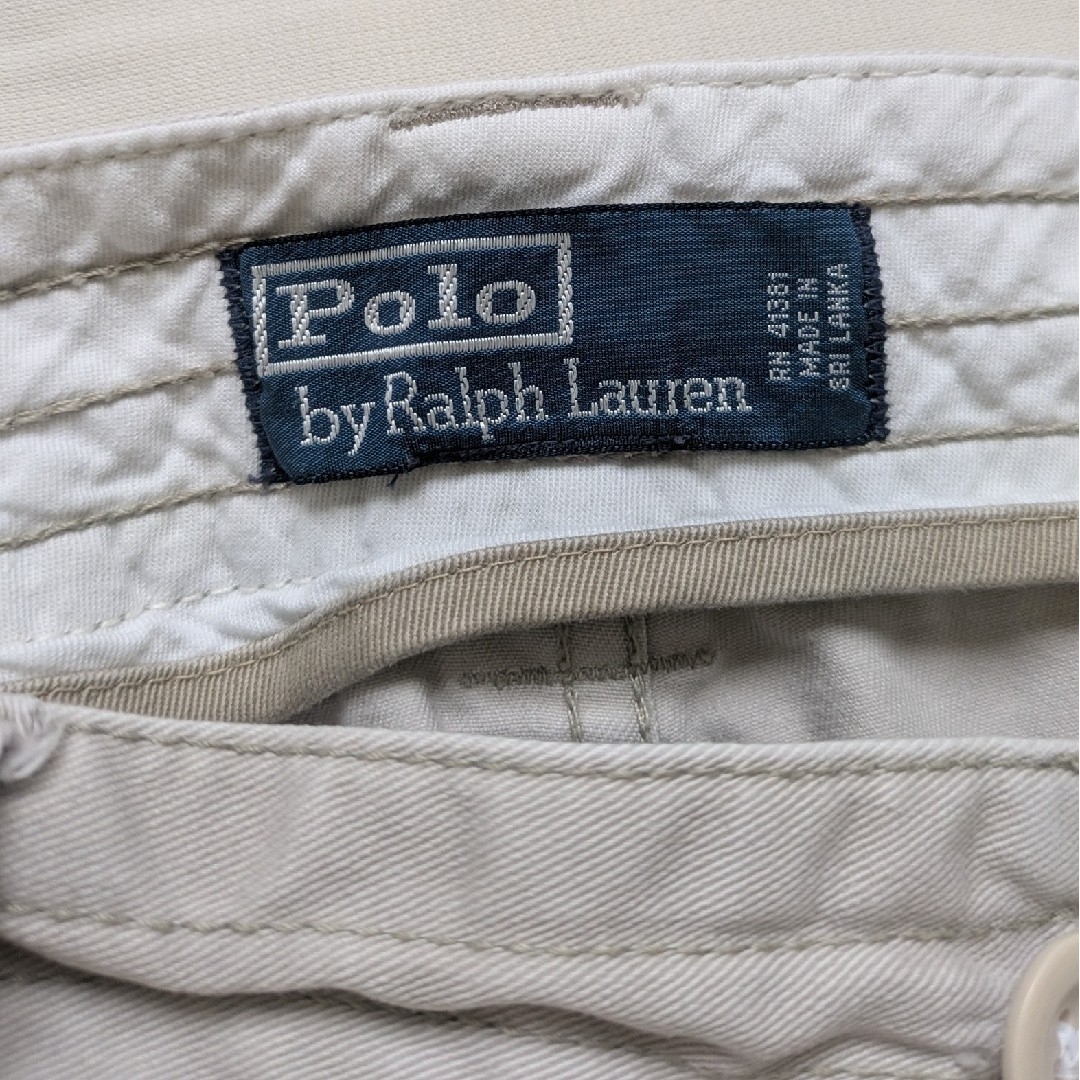 Polo
by Ralph Lauren
RN 41381
MADE IN
SRI LANKA